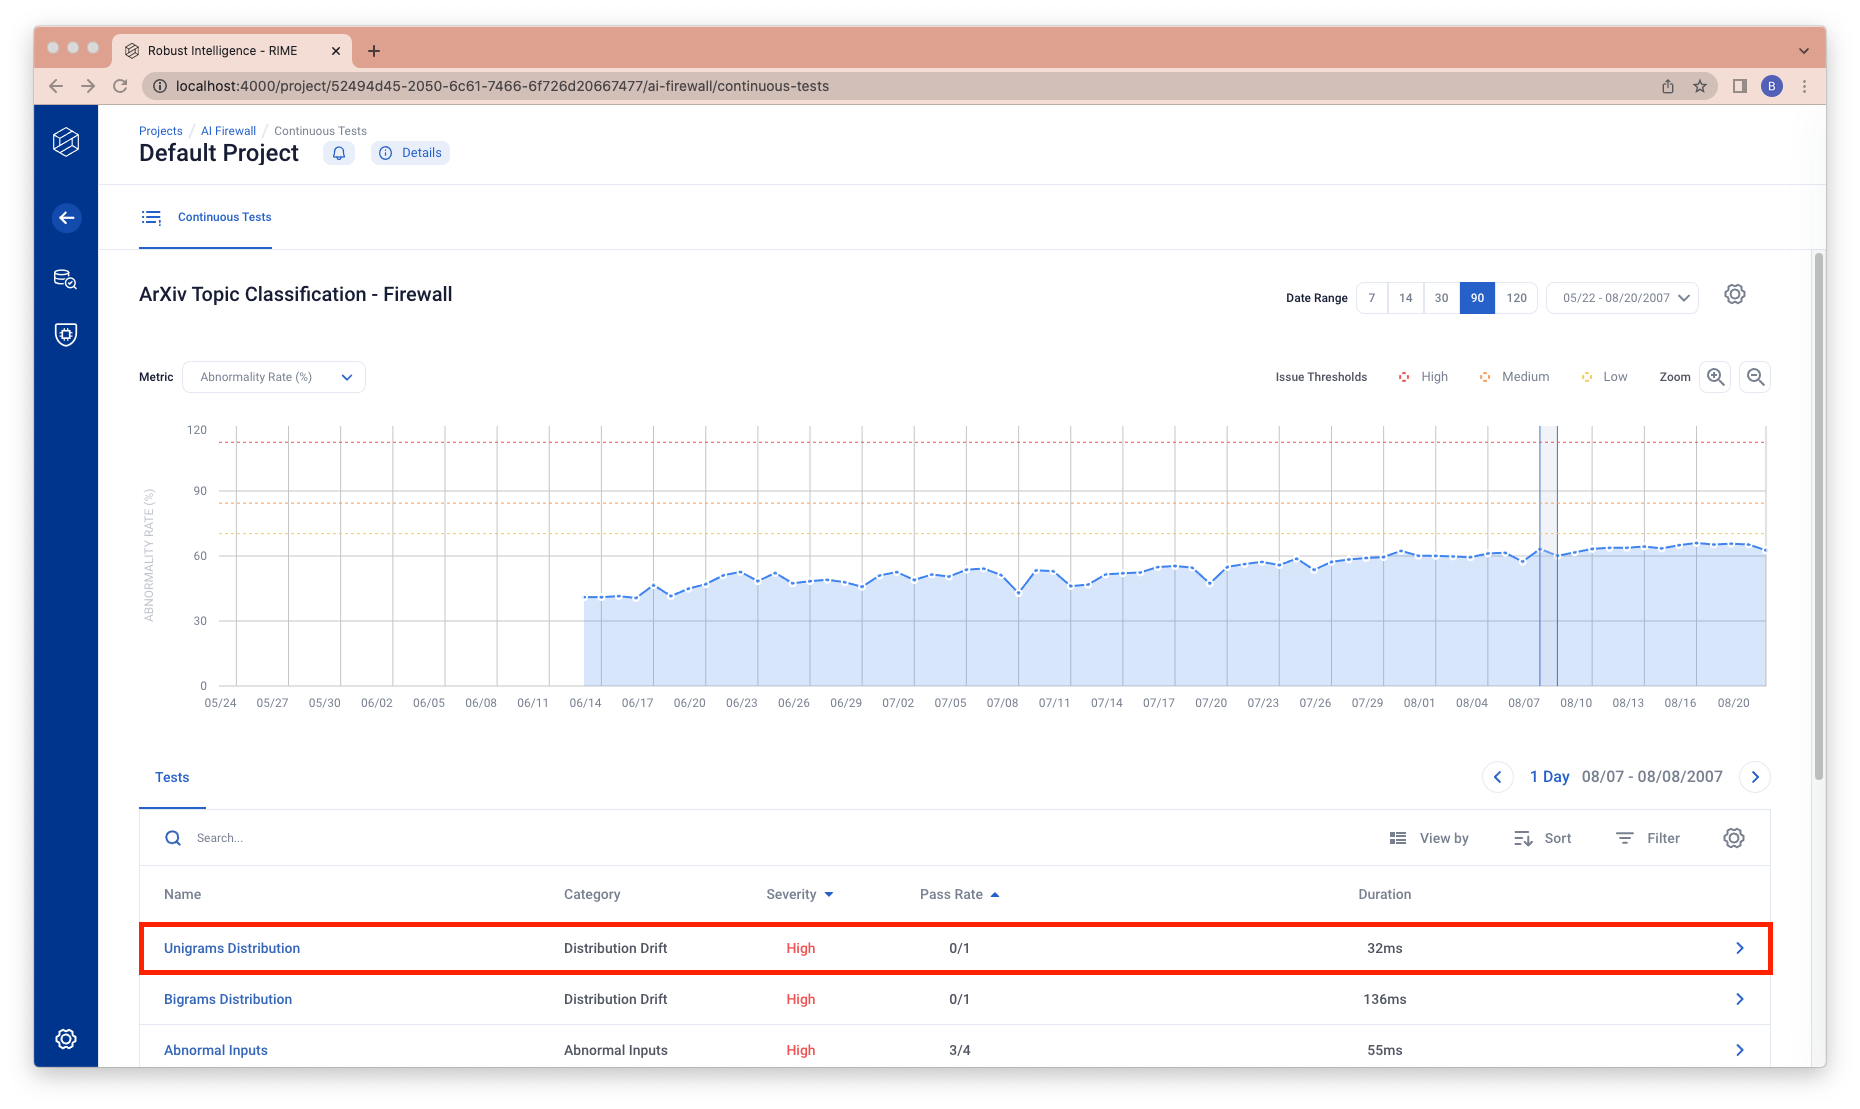 Robust Intelligence - RIME
localhost:4000/project/52494d45-2050-6c61-7466-6f726d20667477/ai-firewall/continuous-tests
B
Projects / AI Firewall / Continuous Tests
Default Project
Details
Continuous Tests
ArXiv Topic Classification - Firewall
Date Range 7 14 30 90 120 05/22 - 08/20/2007
Metric Abnormality Rate (%)
Issue Thresholds High Medium Low Zoom
ABNORMALITY RATE (%)
120
90
60
30
0
05/24 05/27 05/30 06/02 06/05 06/08 06/11 06/14 06/17 06/20 06/23 06/26 06/29 07/02 07/05 07/08 07/11 07/14 07/17 07/20 07/23 07/26 07/29 08/01 08/04 08/07 08/10 08/13 08/16 08/20
Tests
1 Day 08/07 - 08/08/2007
Search...
View by Sort Filter
Name Category Severity Pass Rate Duration
Unigrams Distribution Distribution Drift High 0/1 32ms
Bigrams Distribution Distribution Drift High 0/1 136ms
Abnormal Inputs Abnormal Inputs High 3/4 55ms